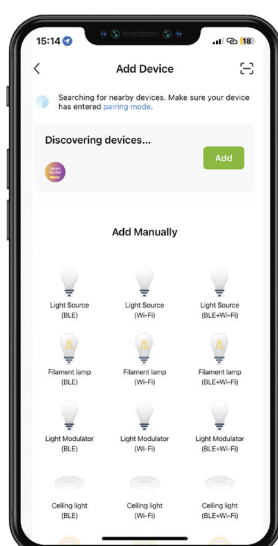 15:14
18
Add Device
Searching for nearby devices. Make sure your device
has entered pairing mode.
Discovering devices...
Add
Add Manually
Light Source
(BLE)
Light Source
(Wi-Fi)
Light Source
(BLE+Wi-Fi)
Filament lamp
(BLE)
Filament lamp
(Wi-Fi)
Filament lamp
(BLE+Wi-Fi)
Light Modulator
(BLE)
Light Modulator
(Wi-Fi)
Light Modulator
(BLE+Wi-Fi)
Ceiling light
(BLE)
Ceiling light
(Wi-Fi)
Ceiling light
(BLE+Wi-Fi)